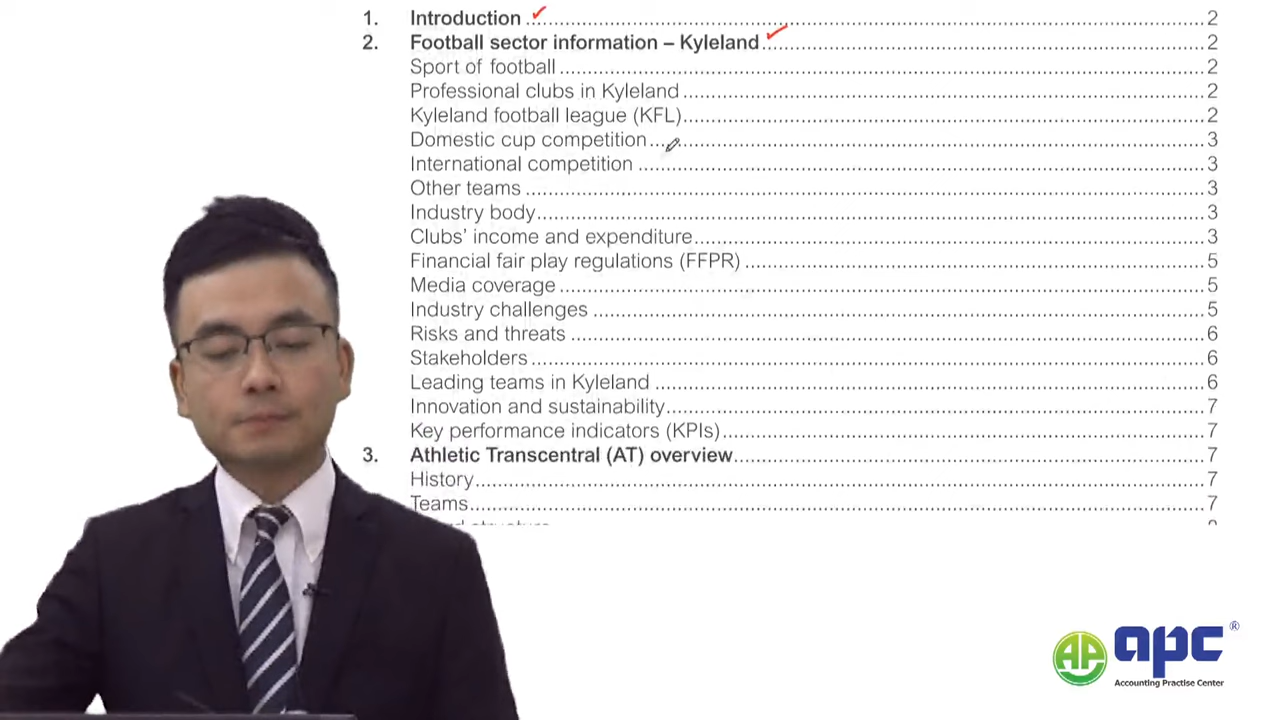 1. Introduction ........ 2
2. Football sector information – Kyleland ........ 2
Sport of football ........ 2
Professional clubs in Kyleland ........ 2
Kyleland football league (KFL) ........ 2
Domestic cup competition ........ 3
International competition ........ 3
Other teams ........ 3
Industry body ........ 3
Clubs’ income and expenditure ........ 3
Financial fair play regulations (FFPR) ........ 5
Media coverage ........ 5
Industry challenges ........ 5
Risks and threats ........ 6
Stakeholders ........ 6
Leading teams in Kyleland ........ 6
Innovation and sustainability ........ 7
Key performance indicators (KPIs) ........ 7
3. Athletic Transcentral (AT) overview ........ 7
History ........ 7
Teams ........ 7
AP apc ®
Accounting Practise Center